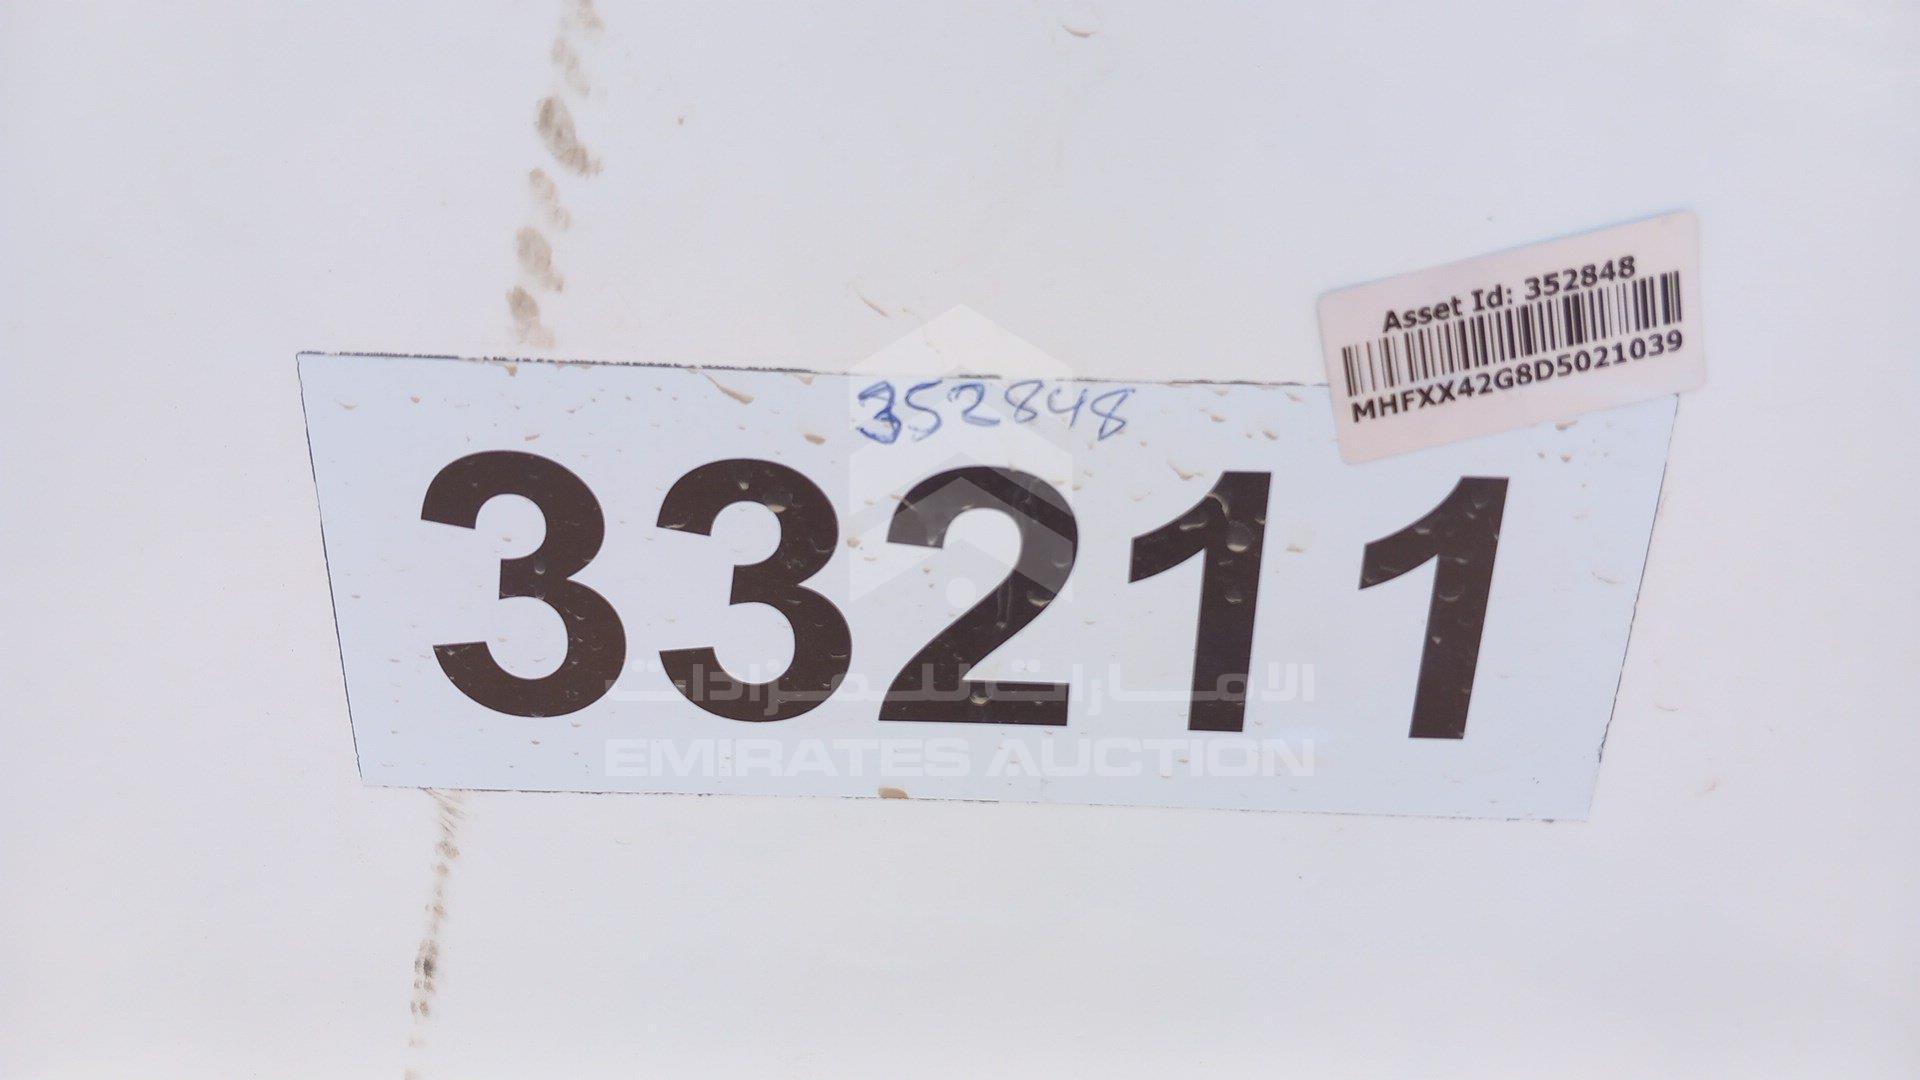 Asset Id: 352848
MHFXX42G8D5021039
352848
33211
الامارات للمزادات
EMIRATES AUCTION